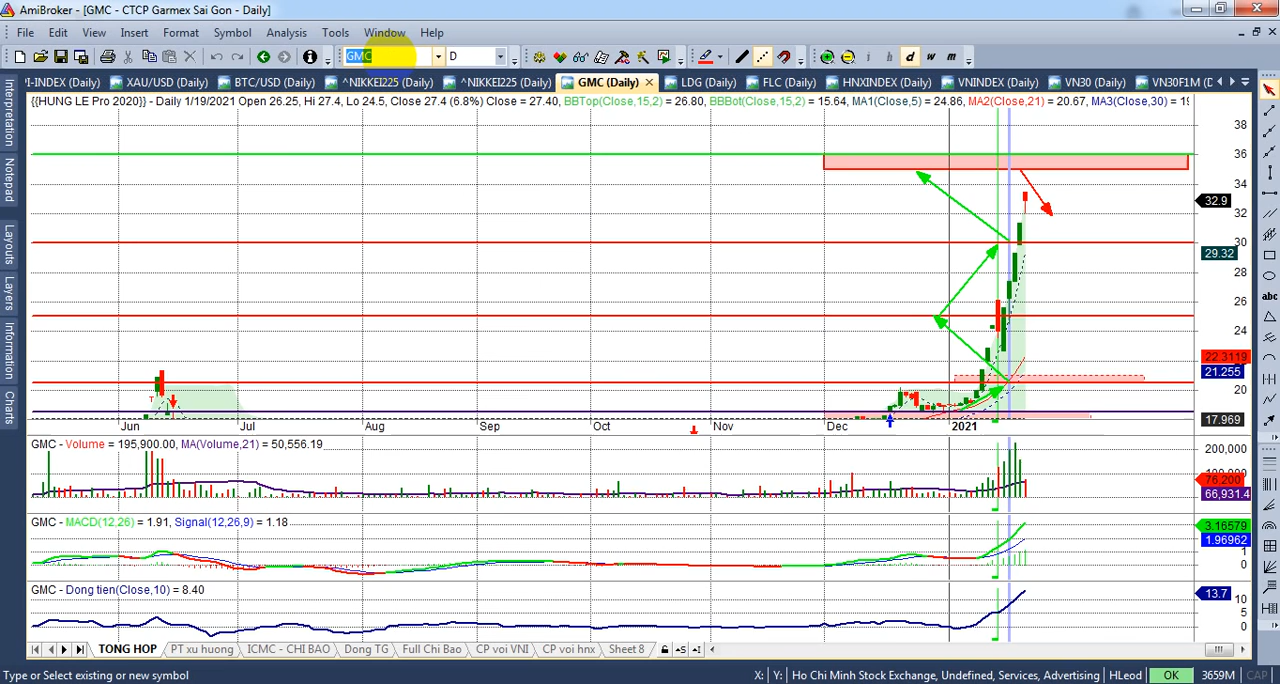 AmiBroker - [GMC - CTCP Garmex Sai Gon - Daily]
File Edit View Insert Format Symbol Analysis Tools Window Help
GMC D i h d w m
I-INDEX (Daily) XAU/USD (Daily) BTC/USD (Daily) ^NIKKEI225 (Daily) ^NIKKEI225 (Daily) GMC (Daily) LDG (Daily) FLC (Daily) HNXINDEX (Daily) VNINDEX (Daily) VN30 (Daily) VN30F1M (D
{{HUNG LE Pro 2020}} - Daily 1/19/2021 Open 26.25, Hi 27.4, Lo 24.5, Close 27.4 (6.8%) Close = 27.40, BBTop(Close,15,2) = 26.80, BBBot(Close,15,2) = 15.64, MA1(Close,5) = 24.86, MA2(Close,21) = 20.67, MA3(Close,30) = 19
Interpretation
Notepad
Layouts
Layers
Information
Charts
38
36
34
32.9
32
30
29.32
28
26
24
22.3119
21.255
20
17.969
abc
Jun Jul Aug Sep Oct Nov Dec 2021
GMC - Volume = 195,900.00, MA(Volume,21) = 50,556.19
200,000
76,200
66,931.4
GMC - MACD(12,26) = 1.91, Signal(12,26,9) = 1.18
3.16579
1.96962
1
0
GMC - Dong tien(Close,10) = 8.40
13.7
10
5
0
TONG HOP PT xu huong ICMC - CHI BAO Dong TG Full Chi Bao CP voi VNI CP voi hnx Sheet 8
Type or Select existing or new symbol X: Y: Ho Chi Minh Stock Exchange, Undefined, Services, Advertising HLeod OK 3659M CAP